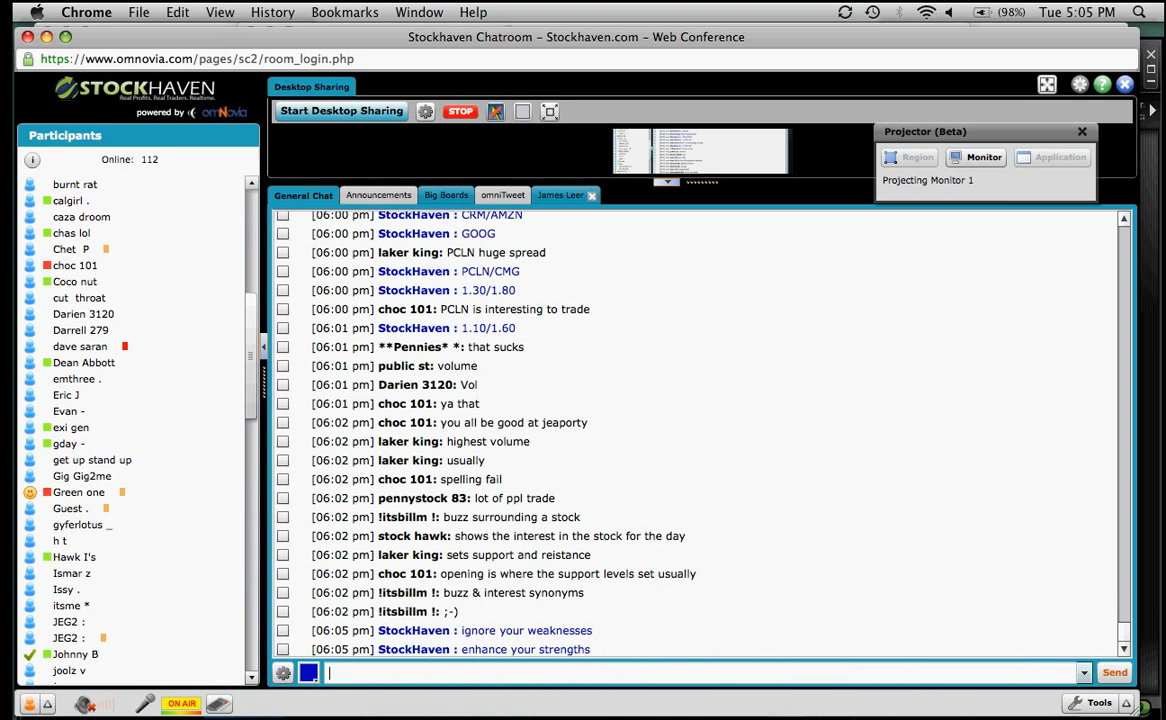 Chrome File Edit View History Bookmarks Window Help (98%) Tue 5:05 PM
Stockhaven Chatroom – Stockhaven.com – Web Conference
https://www.omnovia.com/pages/sc2/room_login.php
STOCKHAVEN
Real Profits. Real Traders. Realtime.
powered by omNovia
Participants
Online: 112
burnt rat
calgirl .
caza droom
chas lol
Chet P
choc 101
Coco nut
cut throat
Darien 3120
Darrell 279
dave saran
Dean Abbott
emthree .
Eric J
Evan -
exi gen
gday -
get up stand up
Gig Gig2me
Green one
Guest .
gyferlotus _
h t
Hawk I's
Ismar z
Issy .
itsme *
JEG2 :
JEG2 :
Johnny B
joolz v
ON AIR
Desktop Sharing
Start Desktop Sharing STOP
Projector (Beta)
Region Monitor Application
Projecting Monitor 1
General Chat Announcements Big Boards omniTweet James Leer
[06:00 pm] StockHaven : CRM/AMZN
[06:00 pm] StockHaven : GOOG
[06:00 pm] laker king: PCLN huge spread
[06:00 pm] StockHaven : PCLN/CMG
[06:00 pm] StockHaven : 1.30/1.80
[06:00 pm] choc 101: PCLN is interesting to trade
[06:01 pm] StockHaven : 1.10/1.60
[06:01 pm] **Pennies* *: that sucks
[06:01 pm] public st: volume
[06:01 pm] Darien 3120: Vol
[06:01 pm] choc 101: ya that
[06:02 pm] choc 101: you all be good at jeaporty
[06:02 pm] laker king: highest volume
[06:02 pm] laker king: usually
[06:02 pm] choc 101: spelling fail
[06:02 pm] pennystock 83: lot of ppl trade
[06:02 pm] !itsbillm !: buzz surrounding a stock
[06:02 pm] stock hawk: shows the interest in the stock for the day
[06:02 pm] laker king: sets support and reistance
[06:02 pm] choc 101: opening is where the support levels set usually
[06:02 pm] !itsbillm !: buzz & interest synonyms
[06:02 pm] !itsbillm !: ;-)
[06:05 pm] StockHaven : ignore your weaknesses
[06:05 pm] StockHaven : enhance your strengths
Send
Tools